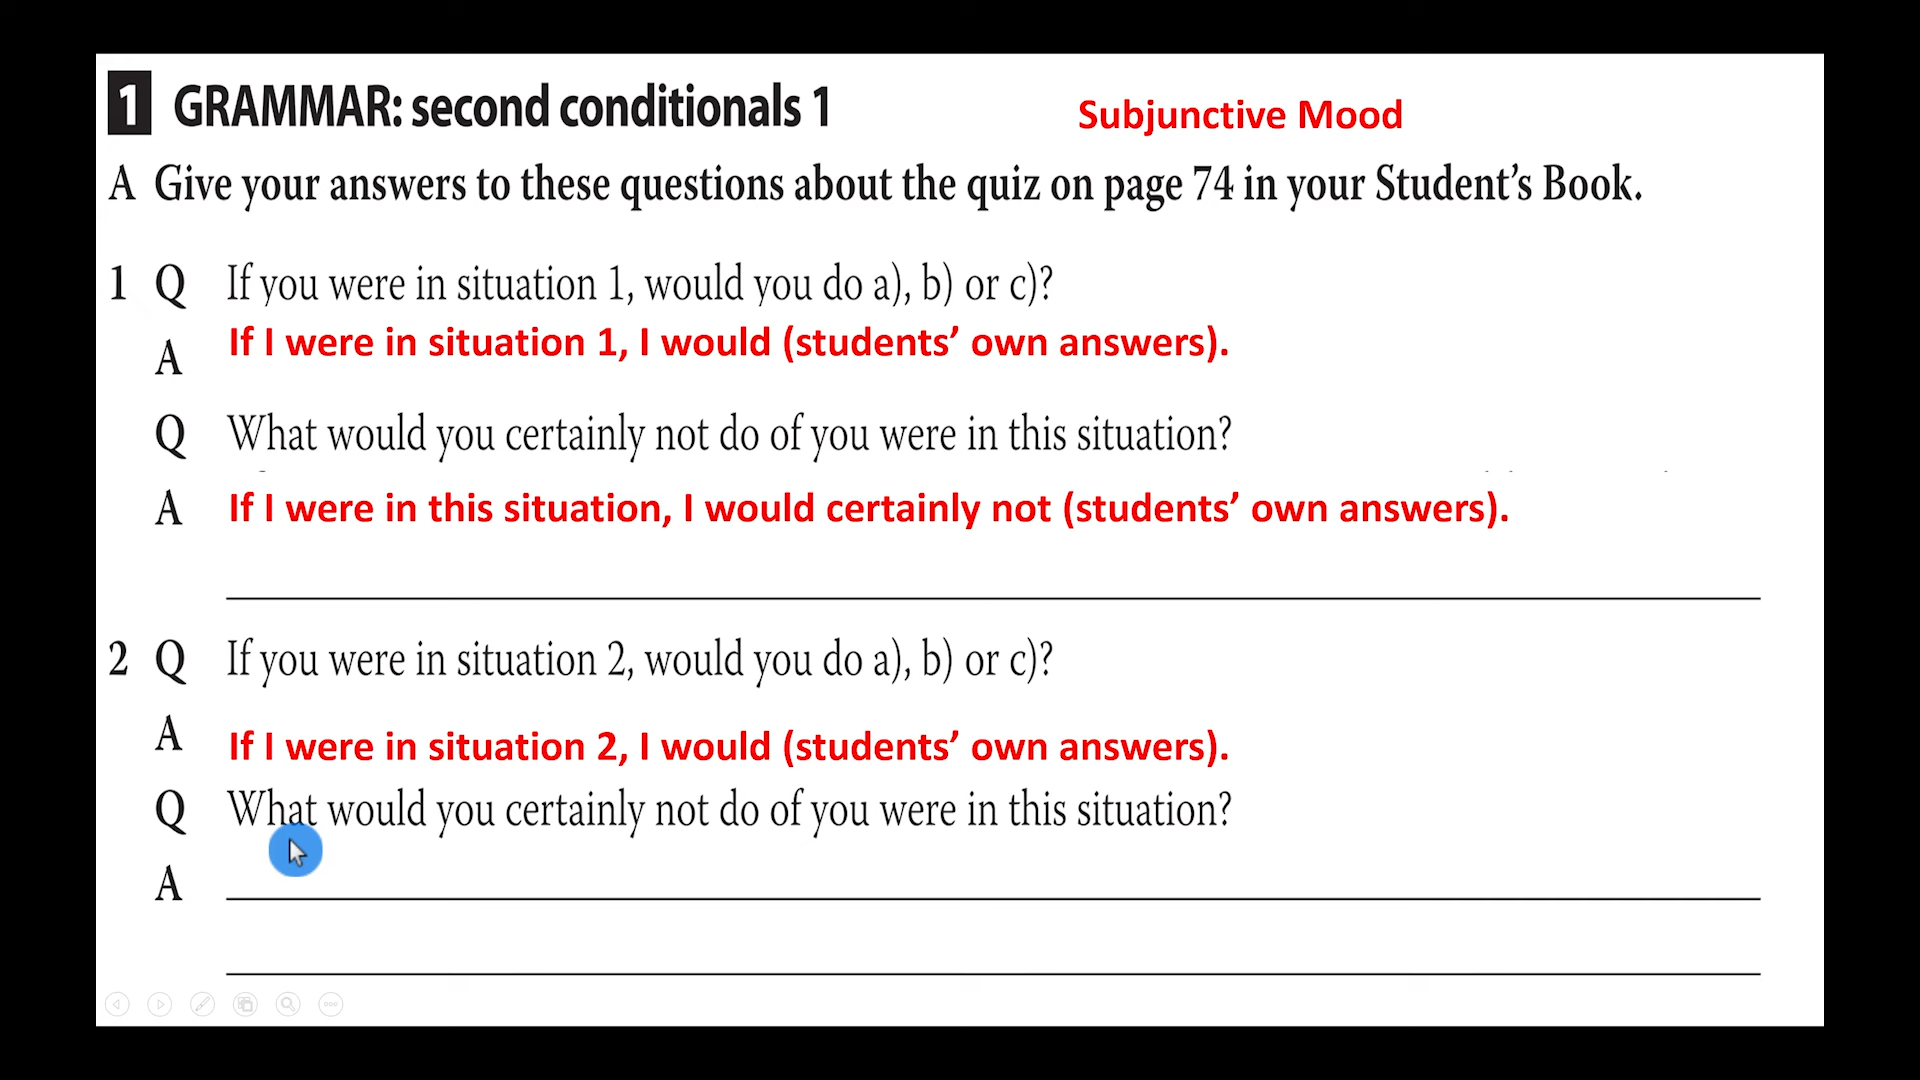 1 GRAMMAR: second conditionals 1
Subjunctive Mood
A Give your answers to these questions about the quiz on page 74 in your Student's Book.
1 Q If you were in situation 1, would you do a), b) or c)?
A If I were in situation 1, I would (students’ own answers).
Q What would you certainly not do of you were in this situation?
A If I were in this situation, I would certainly not (students’ own answers).
2 Q If you were in situation 2, would you do a), b) or c)?
A If I were in situation 2, I would (students’ own answers).
Q What would you certainly not do of you were in this situation?
A